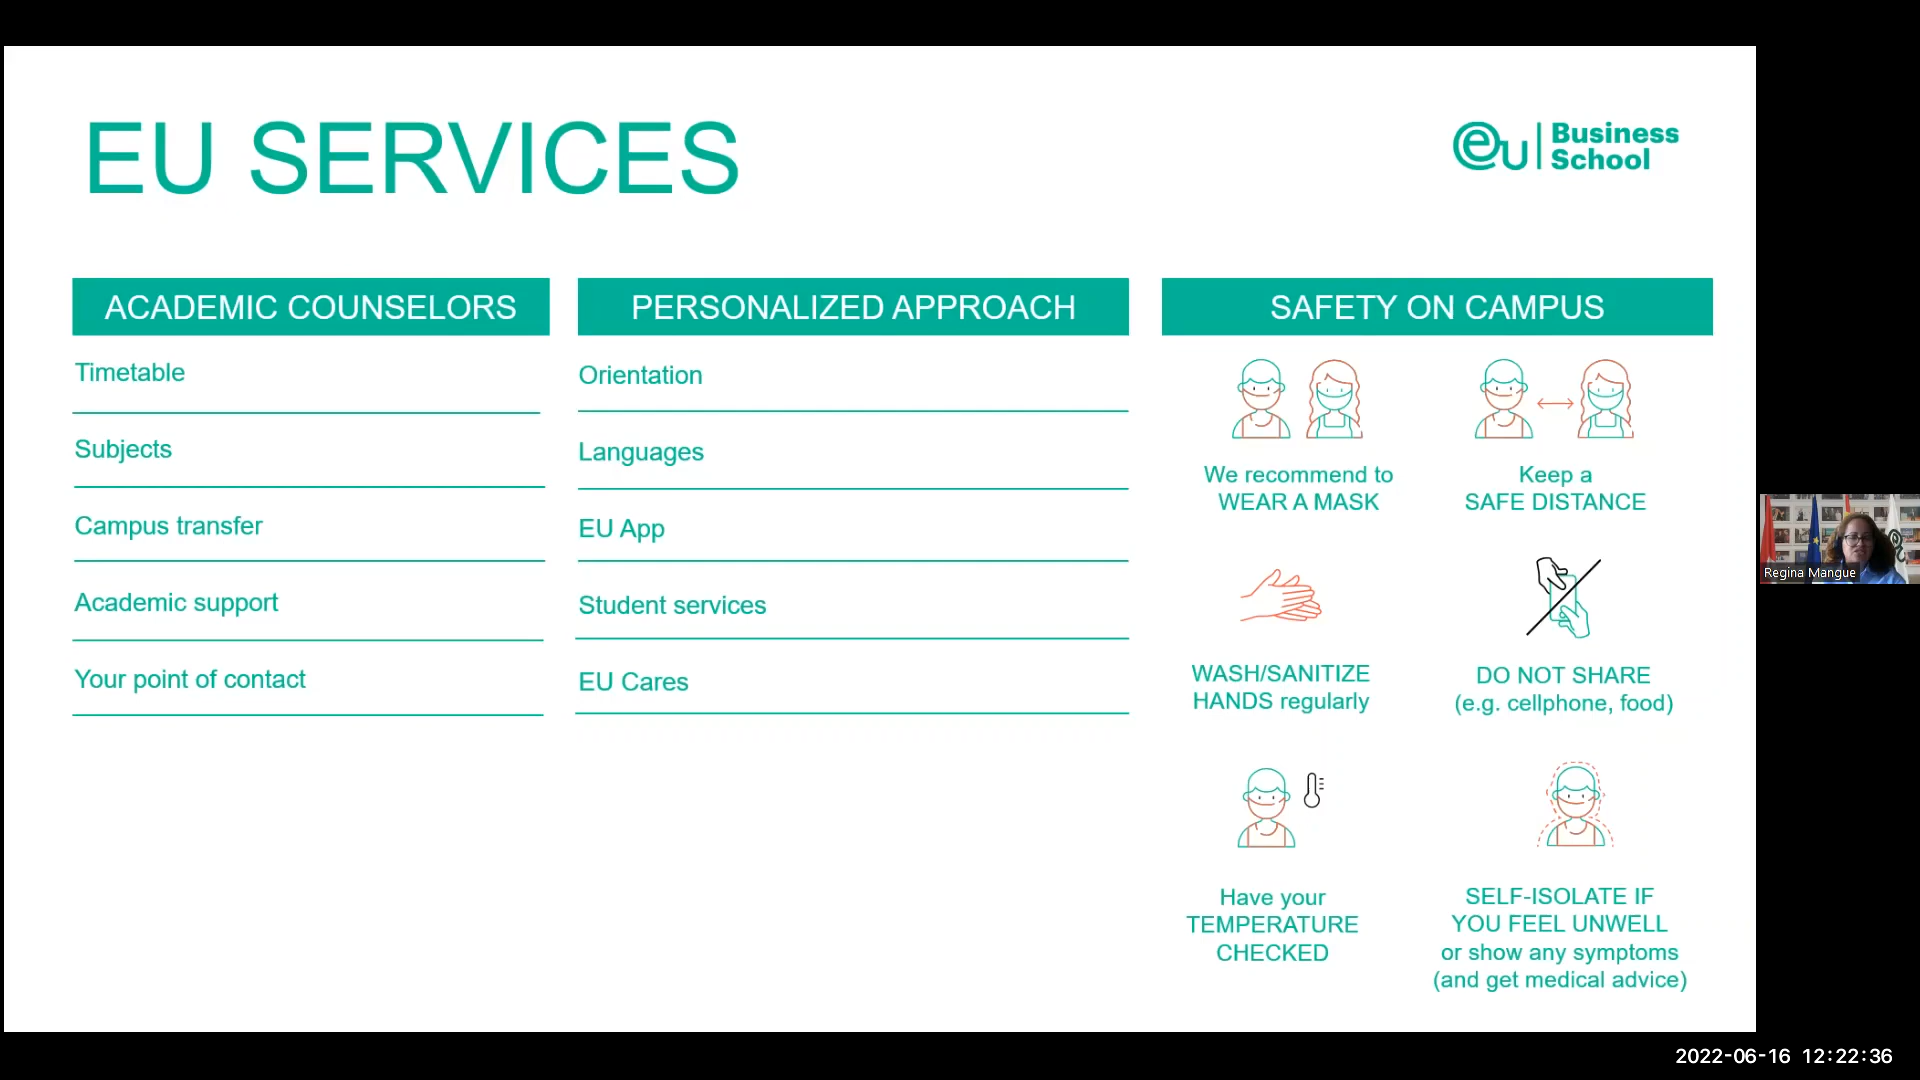 EU SERVICES
eu Business
School
ACADEMIC COUNSELORS
Timetable
Subjects
Campus transfer
Academic support
Your point of contact
PERSONALIZED APPROACH
Orientation
Languages
EU App
Student services
EU Cares
SAFETY ON CAMPUS
We recommend to
WEAR A MASK
Keep a
SAFE DISTANCE
WASH/SANITIZE
HANDS regularly
DO NOT SHARE
(e.g. cellphone, food)
Have your
TEMPERATURE
CHECKED
SELF-ISOLATE IF
YOU FEEL UNWELL
or show any symptoms
(and get medical advice)
Regina Mangue
2022-06-16 12:22:36